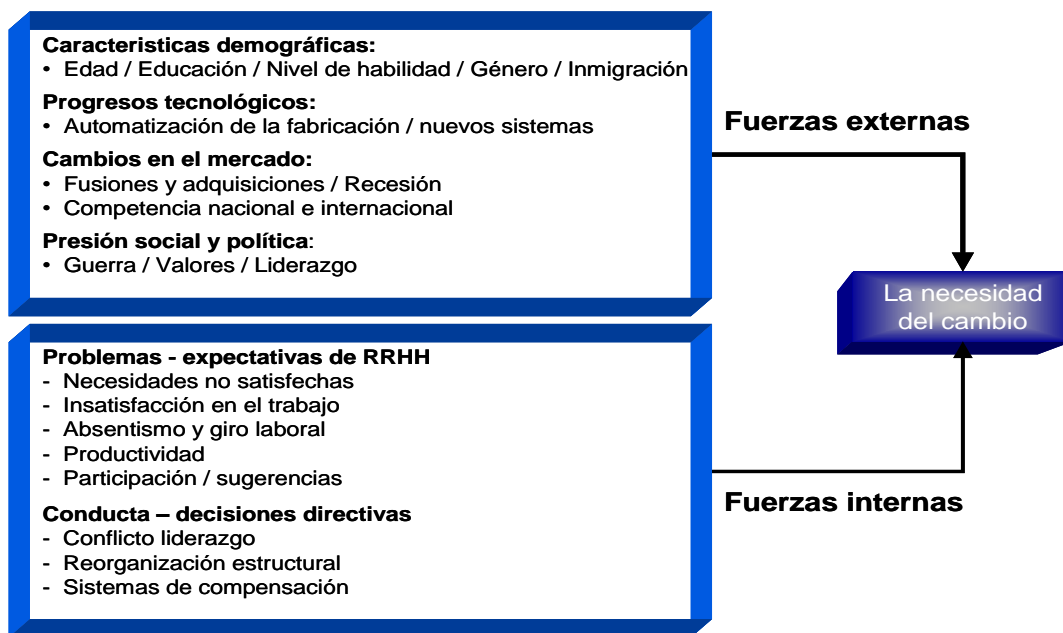 Caracteristicas demográficas:
• Edad / Educación / Nivel de habilidad / Género / Inmigración
Progresos tecnológicos:
• Automatización de la fabricación / nuevos sistemas
Cambios en el mercado:
• Fusiones y adquisiciones / Recesión
• Competencia nacional e internacional
Presión social y política:
• Guerra / Valores / Liderazgo
Fuerzas externas
La necesidad
del cambio
Problemas - expectativas de RRHH
- Necesidades no satisfechas
- Insatisfacción en el trabajo
- Absentismo y giro laboral
- Productividad
- Participación / sugerencias
Conducta – decisiones directivas
- Conflicto liderazgo
- Reorganización estructural
- Sistemas de compensación
Fuerzas internas